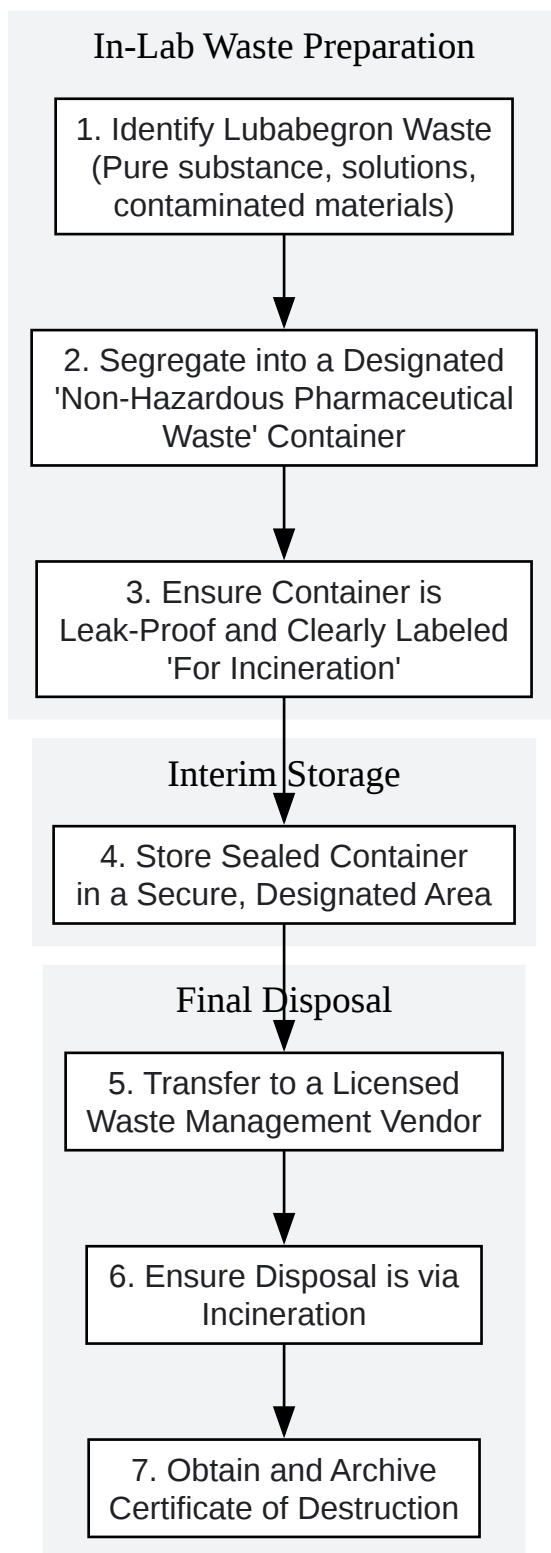 In-Lab Waste Preparation
1. Identify Lubabegron Waste
(Pure substance, solutions,
contaminated materials)
2. Segregate into a Designated
'Non-Hazardous Pharmaceutical
Waste' Container
3. Ensure Container is
Leak-Proof and Clearly Labeled
'For Incineration'
Interim Storage
4. Store Sealed Container
in a Secure, Designated Area
Final Disposal
5. Transfer to a Licensed
Waste Management Vendor
6. Ensure Disposal is via
Incineration
7. Obtain and Archive
Certificate of Destruction